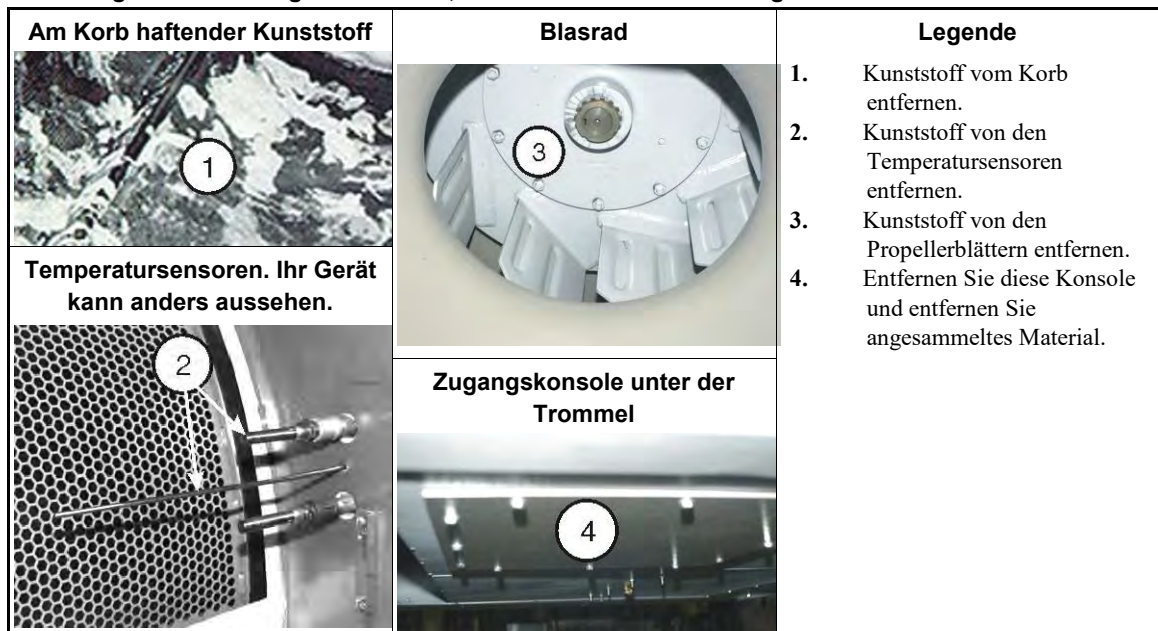 Am Korb haftender Kunststoff
1
Temperatursensoren. Ihr Gerät
kann anders aussehen.
2
Blasrad
3
Zugangskonsole unter der
Trommel
4
Legende
1. Kunststoff vom Korb
entfernen.
2. Kunststoff von den
Temperatursensoren
entfernen.
3. Kunststoff von den
Propellerblättern entfernen.
4. Entfernen Sie diese Konsole
und entfernen Sie
angesammeltes Material.